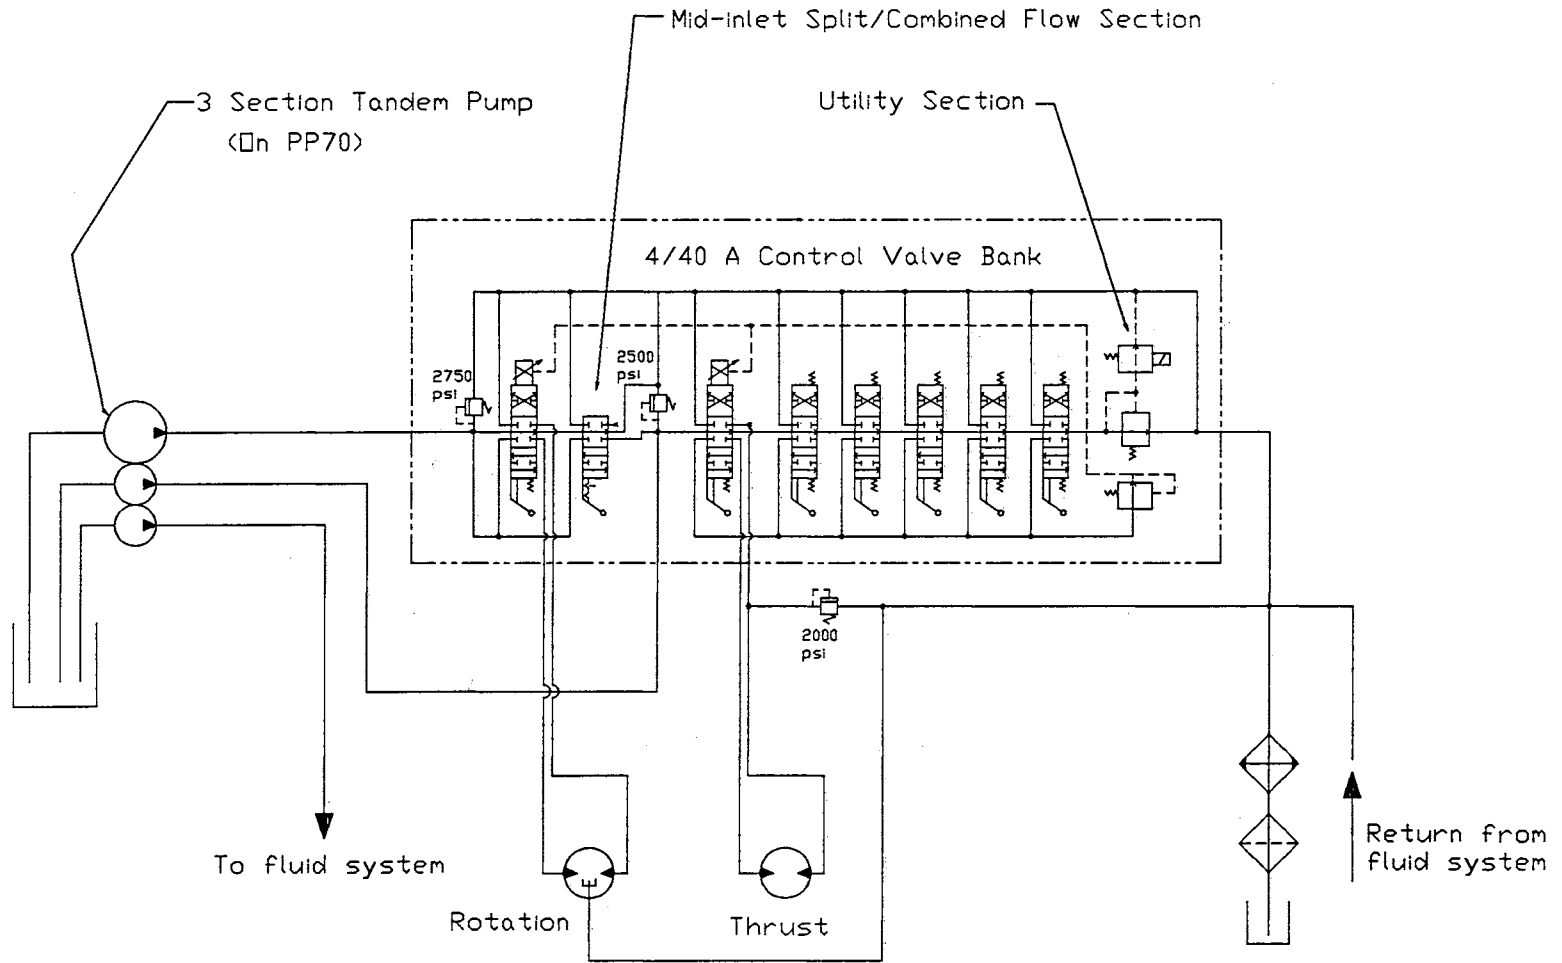 Mid-inlet Split/Combined Flow Section
3 Section Tandem Pump
(On PP70)
Utility Section
4/40 A Control Valve Bank
2750
psi
2500
psi
2000
psi
To fluid system
Rotation
Thrust
Return from
fluid system